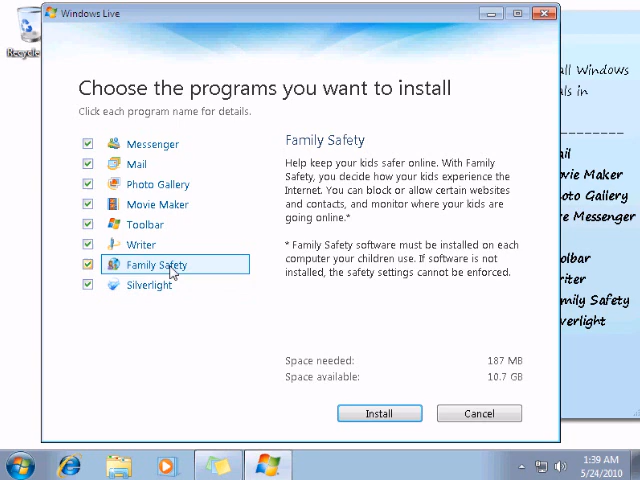 Windows Live
Recycle
Choose the programs you want to install
Click each program name for details.
Messenger
Mail
Photo Gallery
Movie Maker
Toolbar
Writer
Family Safety
Silverlight
Family Safety
Help keep your kids safer online. With Family
Safety, you decide how your kids experience the
Internet. You can block or allow certain websites
and contacts, and monitor where your kids are
going online.*
* Family Safety software must be installed on each
computer your children use. If software is not
installed, the safety settings cannot be enforced.
Space needed: 187 MB
Space available: 10.7 GB
Install
Cancel
all Windows
als in
ail
ovie Maker
oto Gallery
e Messenger
olbar
iter
mily Safety
verlight
1:39 AM
5/24/2010